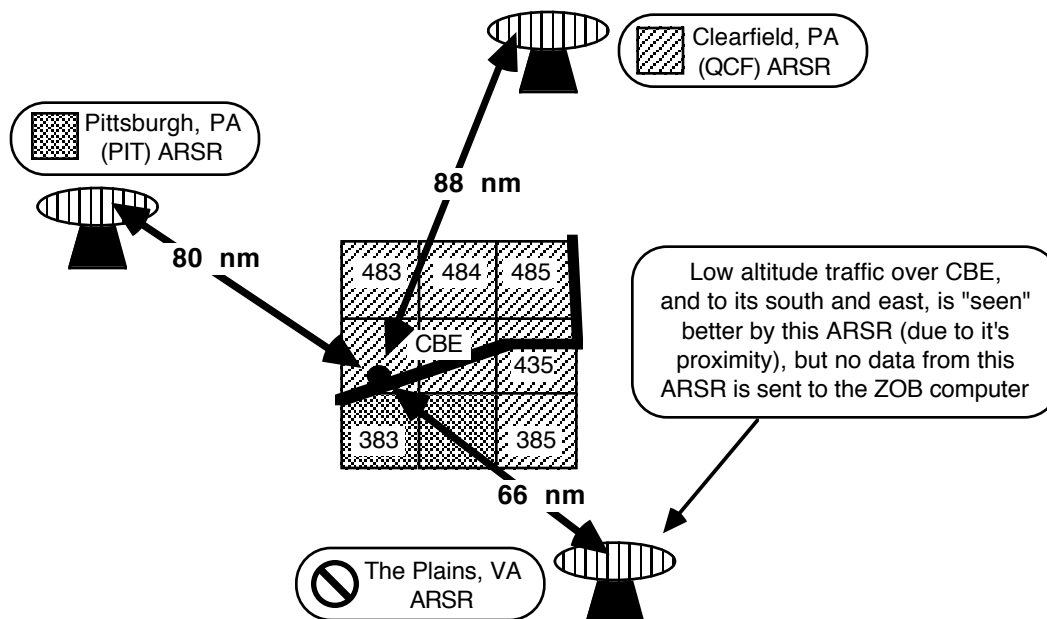 Clearfield, PA
(QCF) ARSR
Pittsburgh, PA
(PIT) ARSR
88 nm
80 nm
483 484 485
Low altitude traffic over CBE,
and to its south and east, is "seen"
better by this ARSR (due to it's
proximity), but no data from this
ARSR is sent to the ZOB computer
CBE
435
383 385
66 nm
The Plains, VA
ARSR